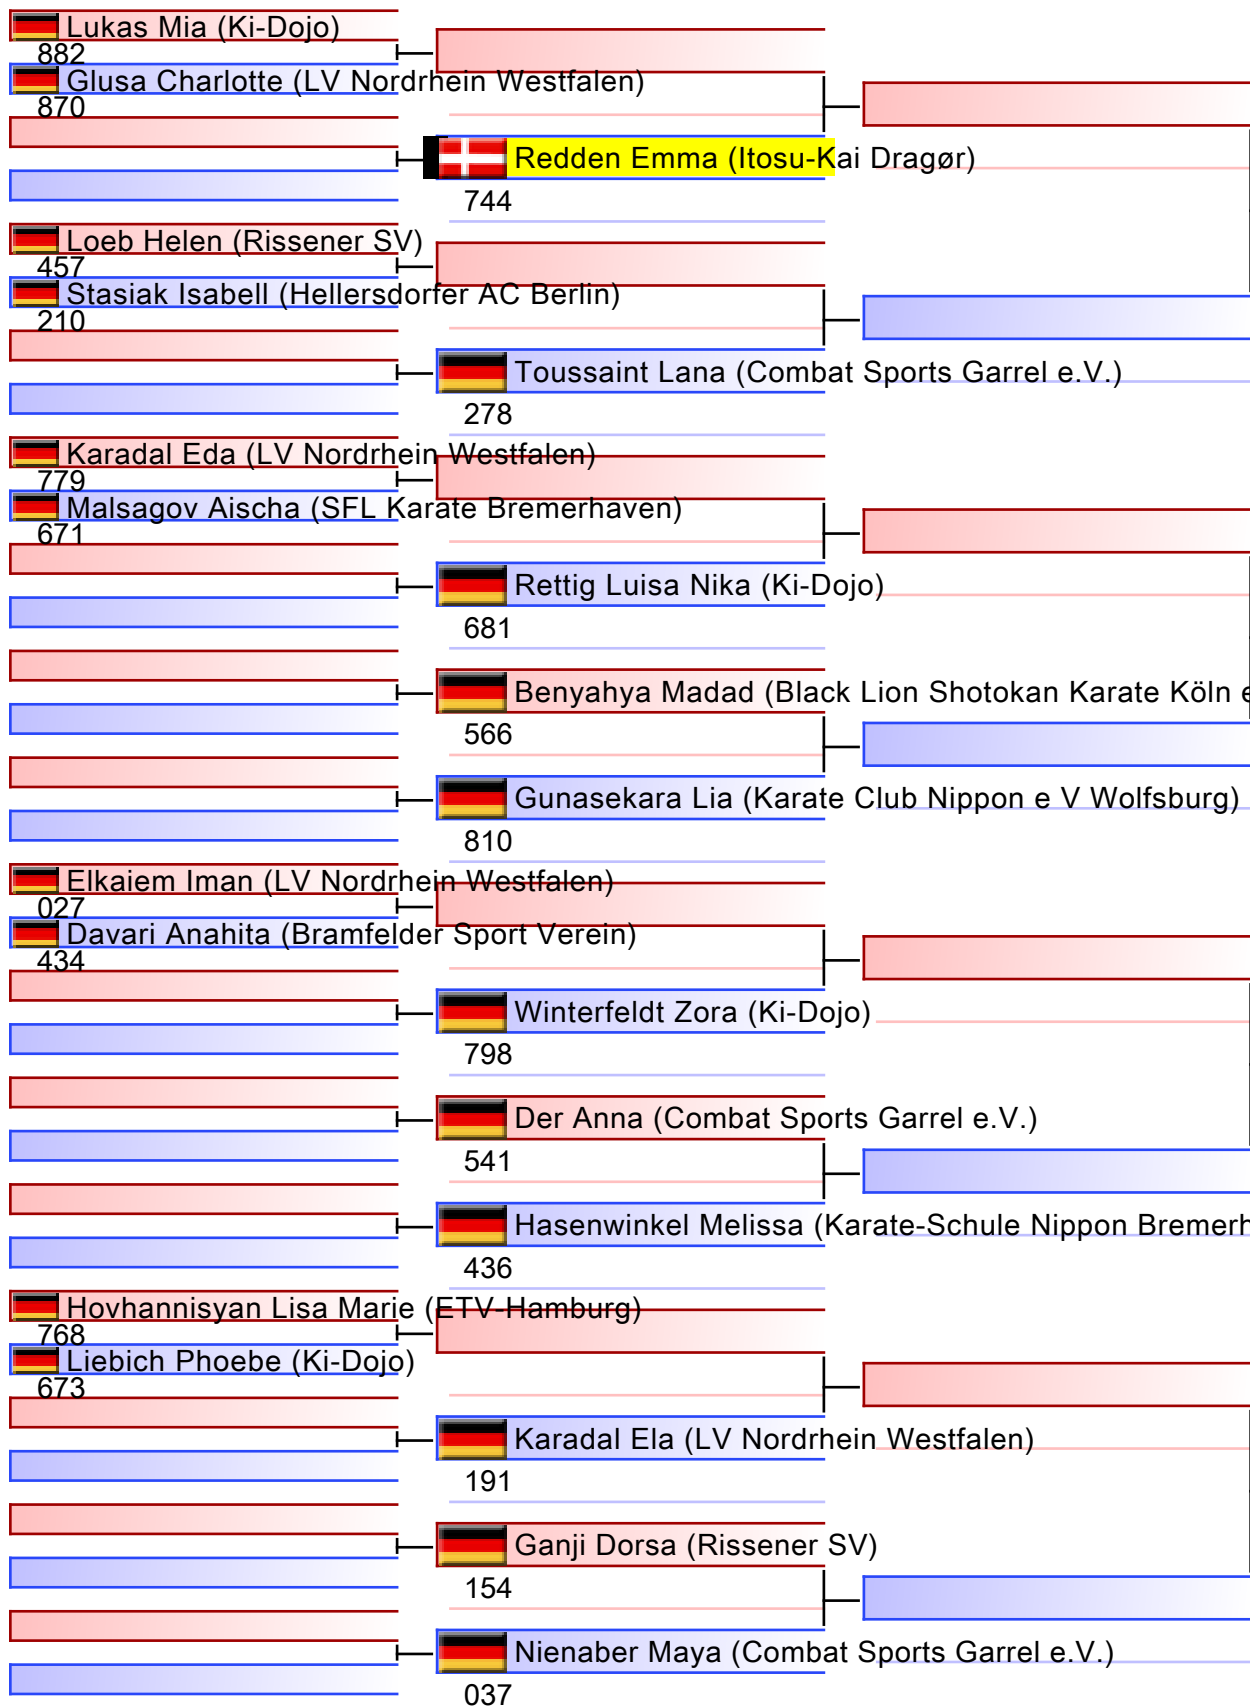 Lukas Mia (Ki-Dojo)
882
Glusa Charlotte (LV Nordrhein Westfalen)
870
Redden Emma (Itosu-Kai Dragør)
744
Loeb Helen (Rissener SV)
457
Stasiak Isabell (Hellersdorfer AC Berlin)
210
Toussaint Lana (Combat Sports Garrel e.V.)
278
Karadal Eda (LV Nordrhein Westfalen)
779
Malsagov Aischa (SFL Karate Bremerhaven)
671
Rettig Luisa Nika (Ki-Dojo)
681
Benyahya Madad (Black Lion Shotokan Karate Köln e
566
Gunasekara Lia (Karate Club Nippon e V Wolfsburg)
810
Elkaiem Iman (LV Nordrhein Westfalen)
027
Davari Anahita (Bramfelder Sport Verein)
434
Winterfeldt Zora (Ki-Dojo)
798
Der Anna (Combat Sports Garrel e.V.)
541
Hasenwinkel Melissa (Karate-Schule Nippon Bremerh
436
Hovhannisyan Lisa Marie (ETV-Hamburg)
768
Liebich Phoebe (Ki-Dojo)
673
Karadal Ela (LV Nordrhein Westfalen)
191
Ganji Dorsa (Rissener SV)
154
Nienaber Maya (Combat Sports Garrel e.V.)
037